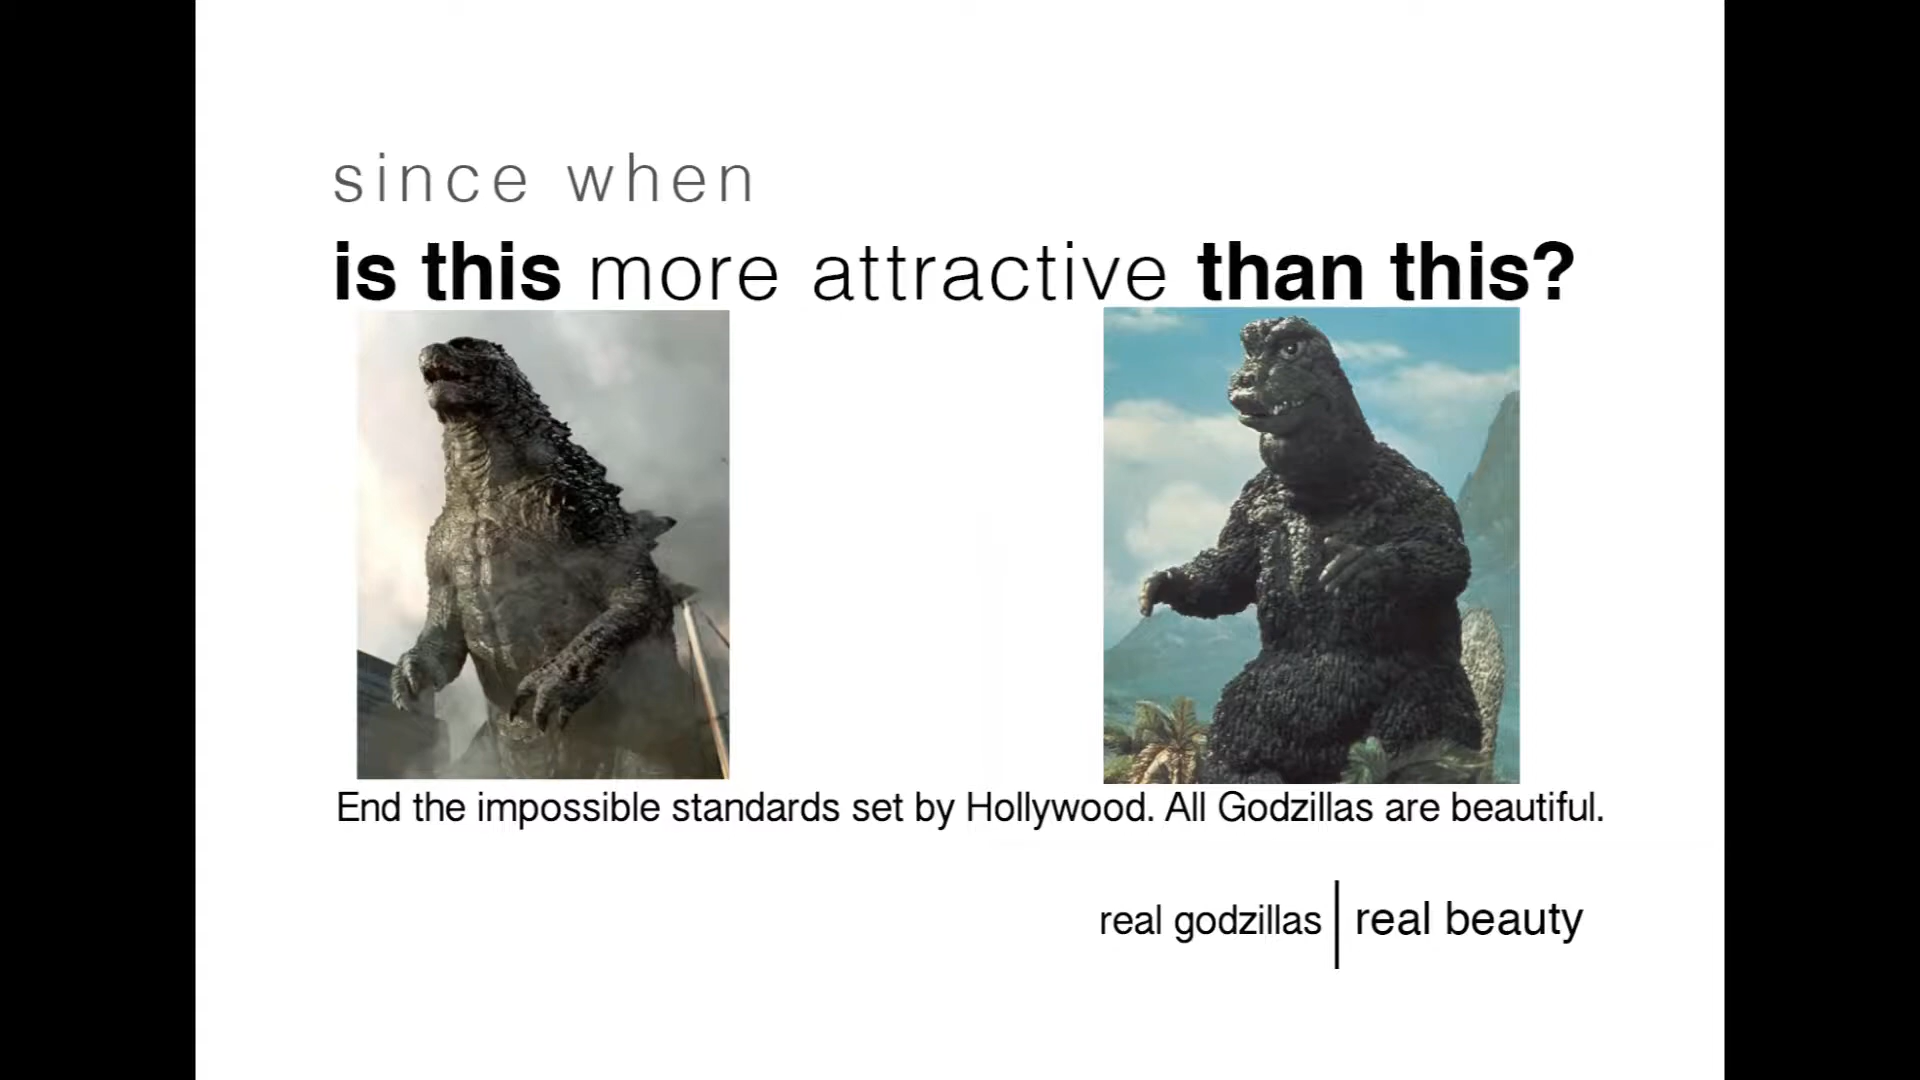 since when
is this more attractive than this?
End the impossible standards set by Hollywood. All Godzillas are beautiful.
real godzillas | real beauty